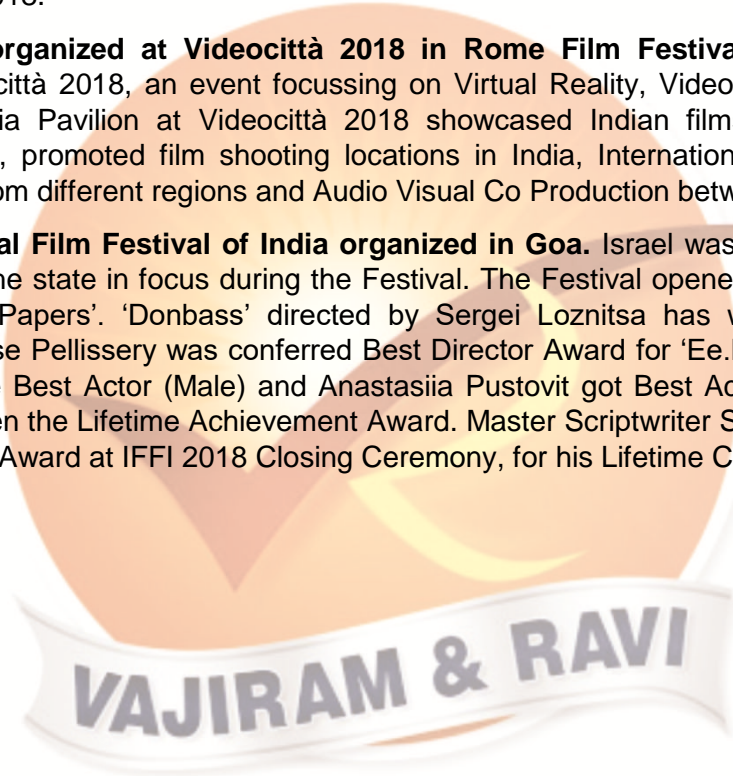 organized at Videocittà 2018 in Rome Film Festiva
città 2018, an event focussing on Virtual Reality, Video
ia Pavilion at Videocittà 2018 showcased Indian film
, promoted film shooting locations in India, Internation
om different regions and Audio Visual Co Production betw
al Film Festival of India organized in Goa. Israel was
ne state in focus during the Festival. The Festival opene
Papers’. ‘Donbass’ directed by Sergei Loznitsa has w
se Pellissery was conferred Best Director Award for ‘Ee.
e Best Actor (Male) and Anastasiia Pustovit got Best Ac
en the Lifetime Achievement Award. Master Scriptwriter S
Award at IFFI 2018 Closing Ceremony, for his Lifetime C
VAJIRAM & RAVI